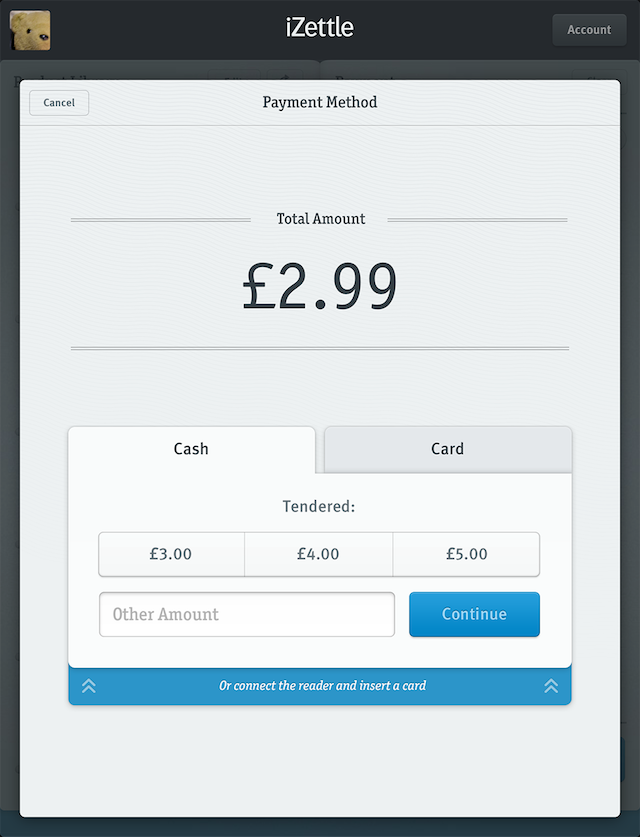 iZettle
Account
Cancel
Payment Method
Total Amount
£2.99
Cash
Card
Tendered:
£3.00
£4.00
£5.00
Other Amount
Continue
Or connect the reader and insert a card